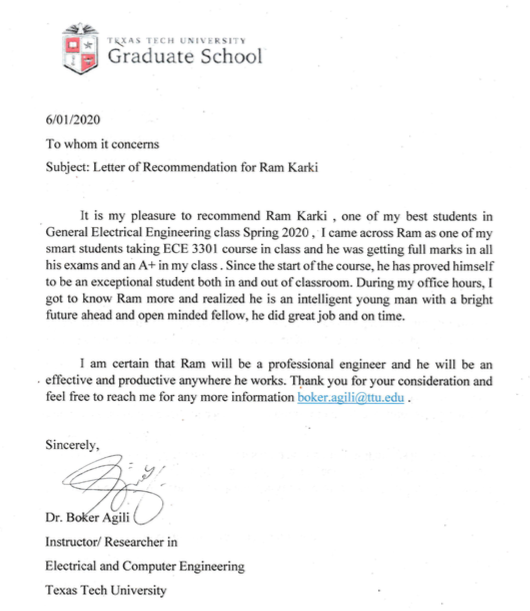 TEXAS TECH UNIVERSITY
Graduate School
6/01/2020
To whom it concerns
Subject: Letter of Recommendation for Ram Karki
It is my pleasure to recommend Ram Karki , one of my best students in
General Electrical Engineering class Spring 2020 , I came across Ram as one of my
smart students taking ECE 3301 course in class and he was getting full marks in all
his exams and an A+ in my class . Since the start of the course, he has proved himself
to be an exceptional student both in and out of classroom. During my office hours, I
got to know Ram more and realized he is an intelligent young man with a bright
future ahead and open minded fellow, he did great job and on time.
I am certain that Ram will be a professional engineer and he will be an
effective and productive anywhere he works. Thank you for your consideration and
feel free to reach me for any more information boker.agili@ttu.edu .
Sincerely,
Dr. Boker Agili
Instructor/ Researcher in
Electrical and Computer Engineering
Texas Tech University